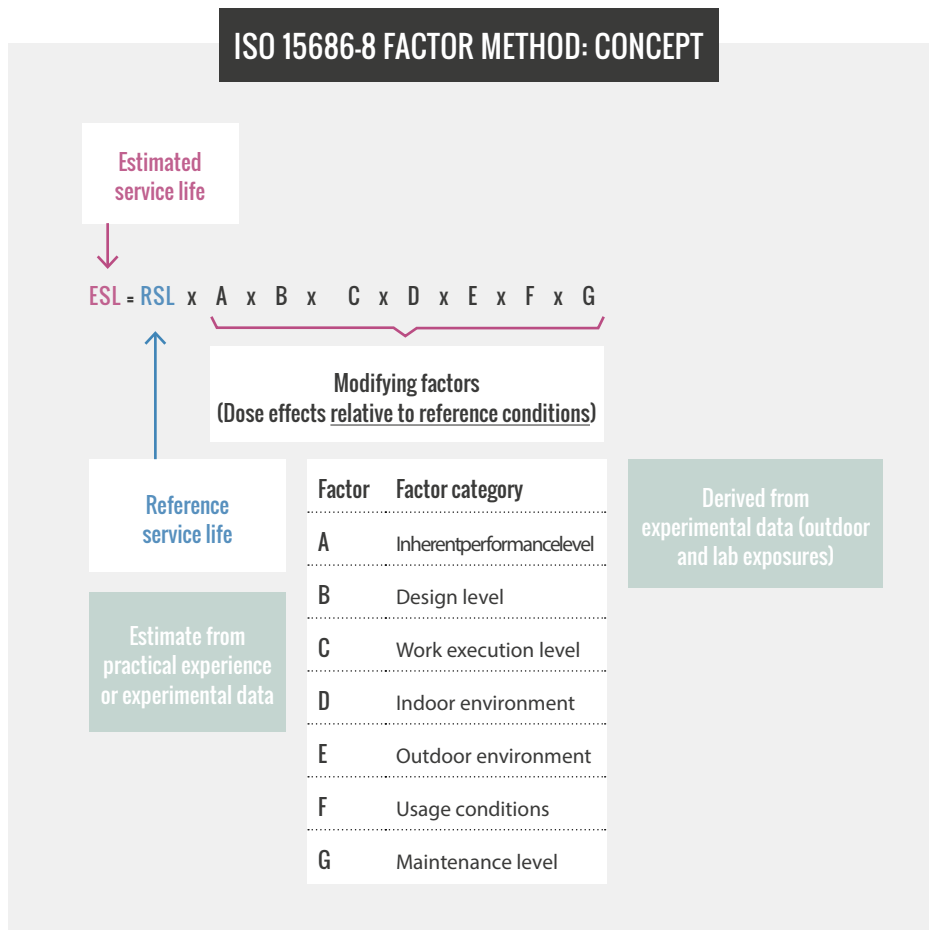 ISO 15686-8 FACTOR METHOD: CONCEPT
Estimated
service life
ESL = RSL x A x B x C x D x E x F x G
Modifying factors
(Dose effects relative to reference conditions)
Reference
service life
Estimate from
practical experience
or experimental data
Factor Factor category
A Inherentperformancelevel
B Design level
C Work execution level
D Indoor environment
E Outdoor environment
F Usage conditions
G Maintenance level
Derived from
experimental data (outdoor
and lab exposures)